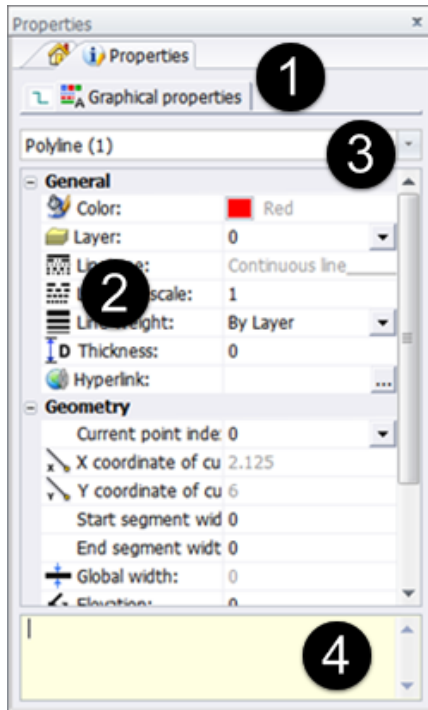 Properties
Properties
1
A Graphical properties
Polyline (1)
3
General
Color: Red
Layer: 0
Continuous line
2 scale: 1
By Layer
D Thickness: 0
Hyperlink: ...
Geometry
Current point inde: 0
x X coordinate of cu 2.125
Y Y coordinate of cu 6
Start segment wid 0
End segment widt 0
Global width: 0
Elevation: 0
4